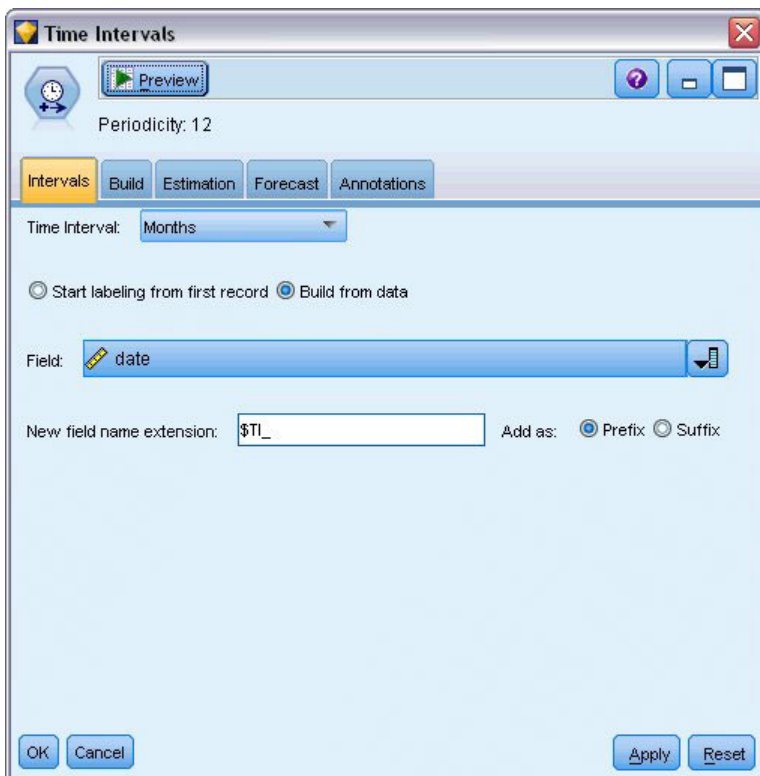 Time Intervals
Preview
Periodicity: 12
Intervals Build Estimation Forecast Annotations
Time Interval: Months
Start labeling from first record Build from data
Field: date
New field name extension: $TI_ Add as: Prefix Suffix
OK Cancel Apply Reset